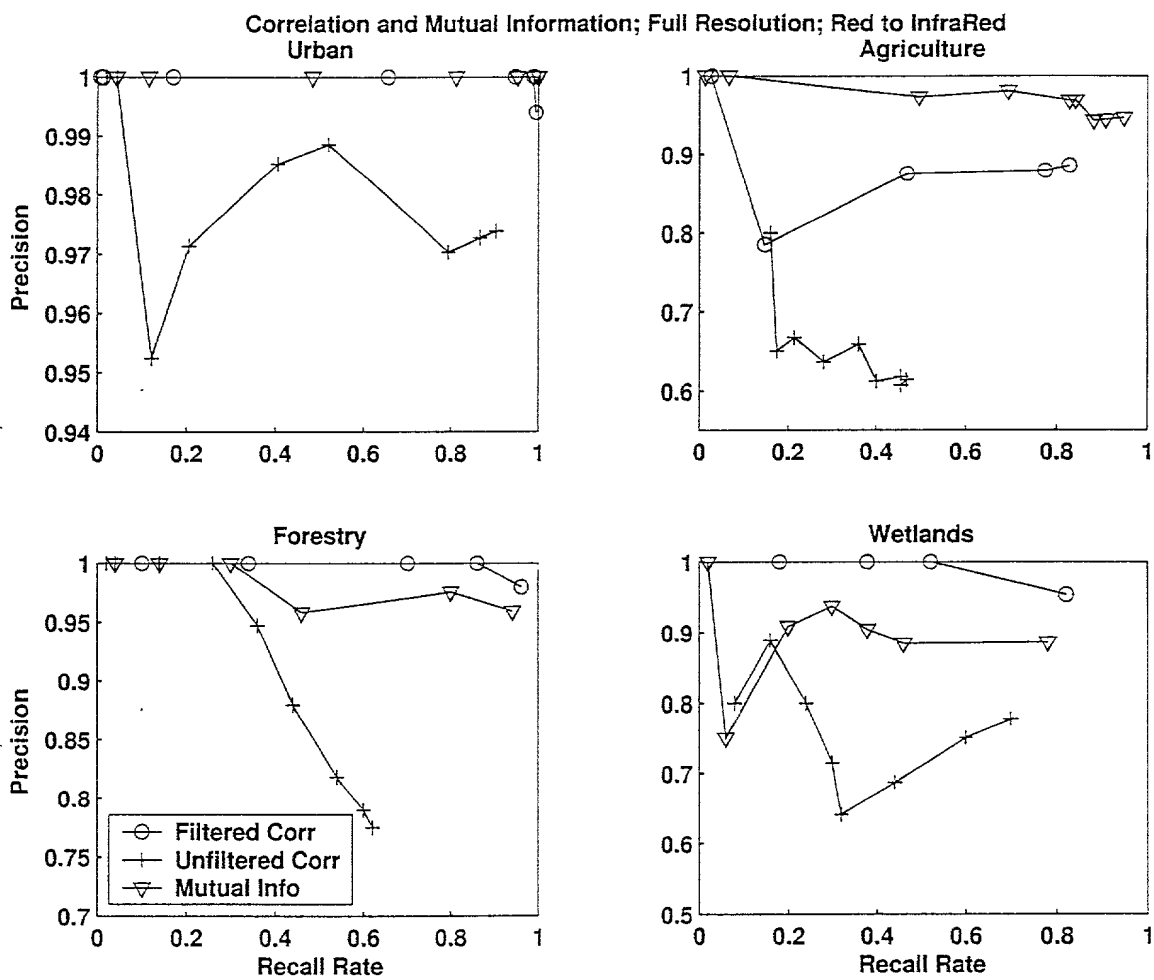 Correlation and Mutual Information; Full Resolution; Red to InfraRed
Urban
Agriculture
1
0.99
0.98
0.97
0.96
0.95
0.94
Precision
0 0.2 0.4 0.6 0.8 1
1
0.9
0.8
0.7
0.6
0 0.2 0.4 0.6 0.8 1
Forestry
Wetlands
1
0.95
0.9
0.85
0.8
0.75
0.7
Precision
Filtered Corr
Unfiltered Corr
Mutual Info
0 0.2 0.4 0.6 0.8 1
Recall Rate
1
0.9
0.8
0.7
0.6
0.5
0 0.2 0.4 0.6 0.8 1
Recall Rate